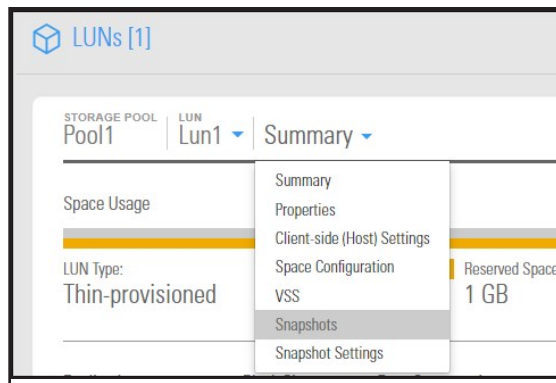 LUNs [1]
STORAGE POOL LUN
Pool1 Lun1 Summary
Summary
Space Usage
Properties
Client-side (Host) Settings
LUN Type: Space Configuration Reserved Space
Thin-provisioned VSS 1 GB
Snapshots
Snapshot Settings